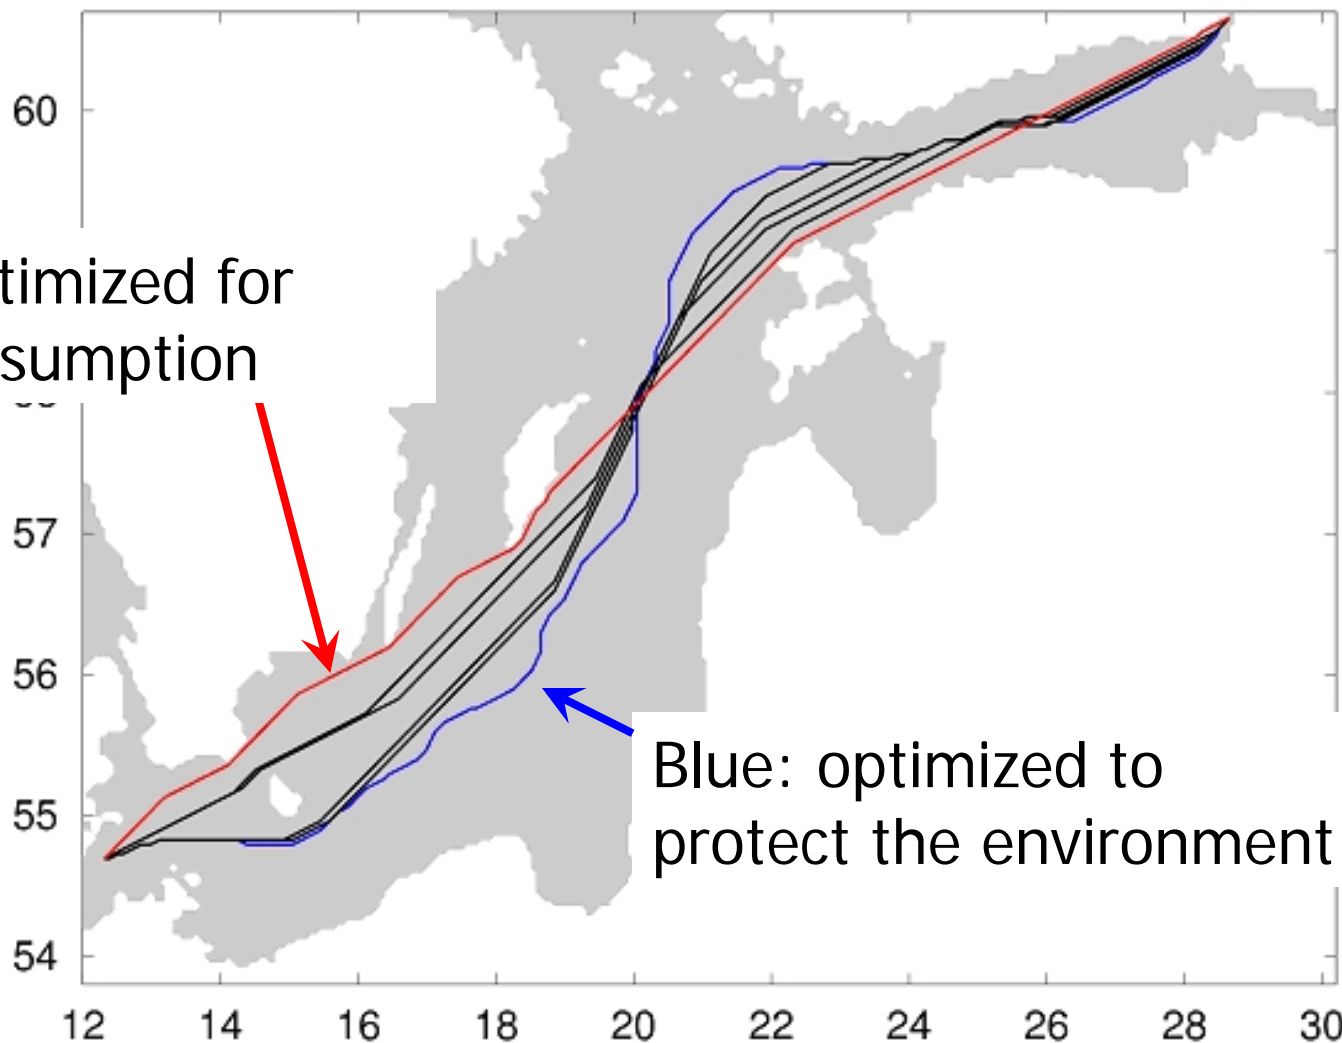 60
timized for
sumption
57
56
55
54
Blue: optimized to
protect the environment
12 14 16 18 20 22 24 26 28 30